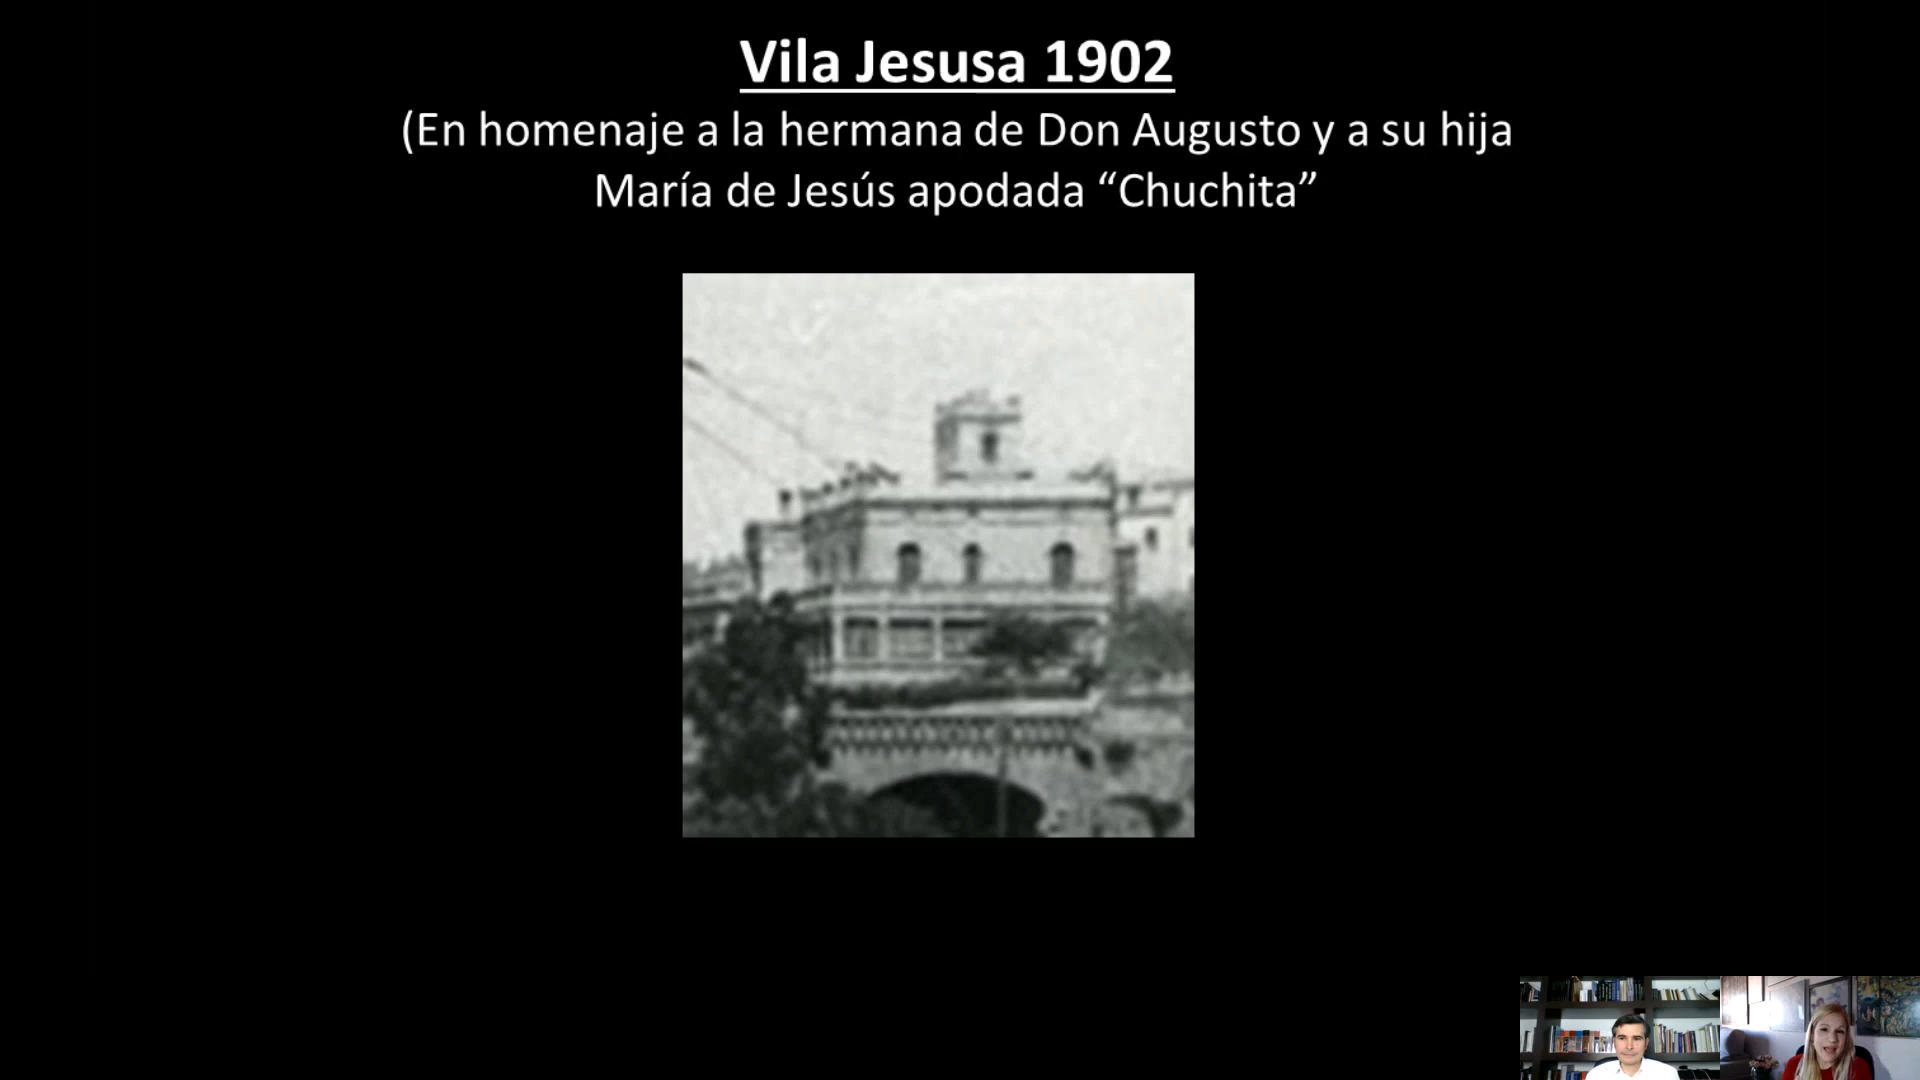 Vila Jesusa 1902
(En homenaje a la hermana de Don Augusto y a su hija
María de Jesús apodada “Chuchita”